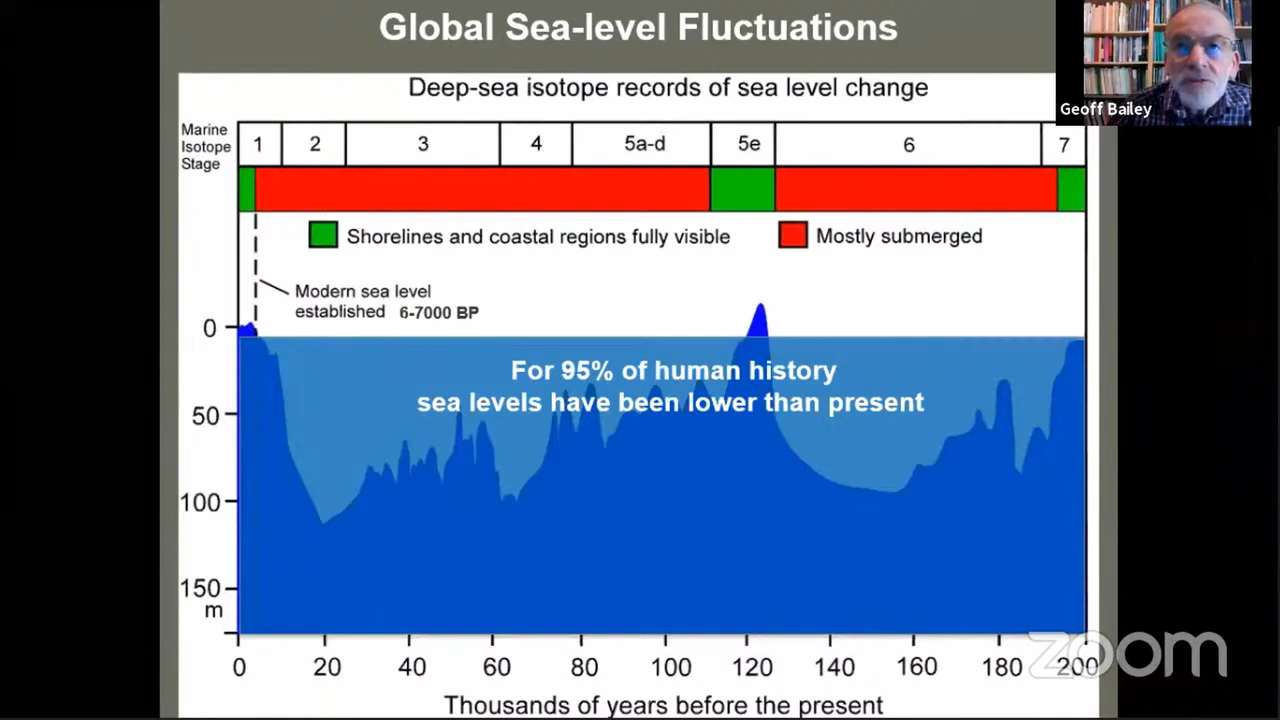 Global Sea-level Fluctuations
Geoff Bailey
Deep-sea isotope records of sea level change
Marine
Isotope
Stage
1 2 3 4 5a-d 5e 6 7
Shorelines and coastal regions fully visible
Mostly submerged
Modern sea level
established 6-7000 BP
0
For 95% of human history
sea levels have been lower than present
50
100
150
m
0 20 40 60 80 100 120 140 160 180 200
zoom
Thousands of years before the present